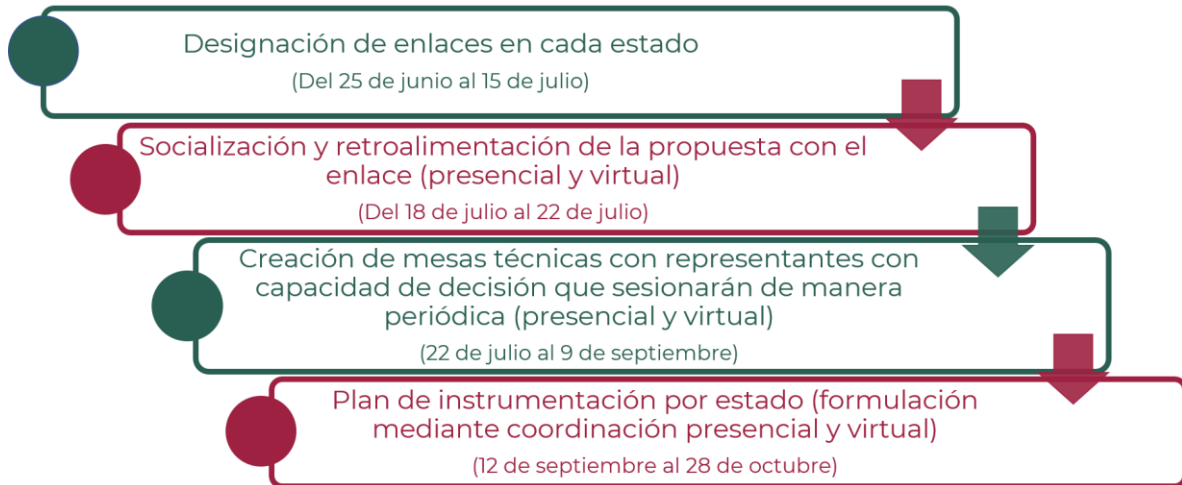 Designación de enlaces en cada estado
(Del 25 de junio al 15 de julio)
Socialización y retroalimentación de la propuesta con el
enlace (presencial y virtual)
(Del 18 de julio al 22 de julio)
Creación de mesas técnicas con representantes con
capacidad de decisión que sesionarán de manera
periódica (presencial y virtual)
(22 de julio al 9 de septiembre)
Plan de instrumentación por estado (formulación
mediante coordinación presencial y virtual)
(12 de septiembre al 28 de octubre)